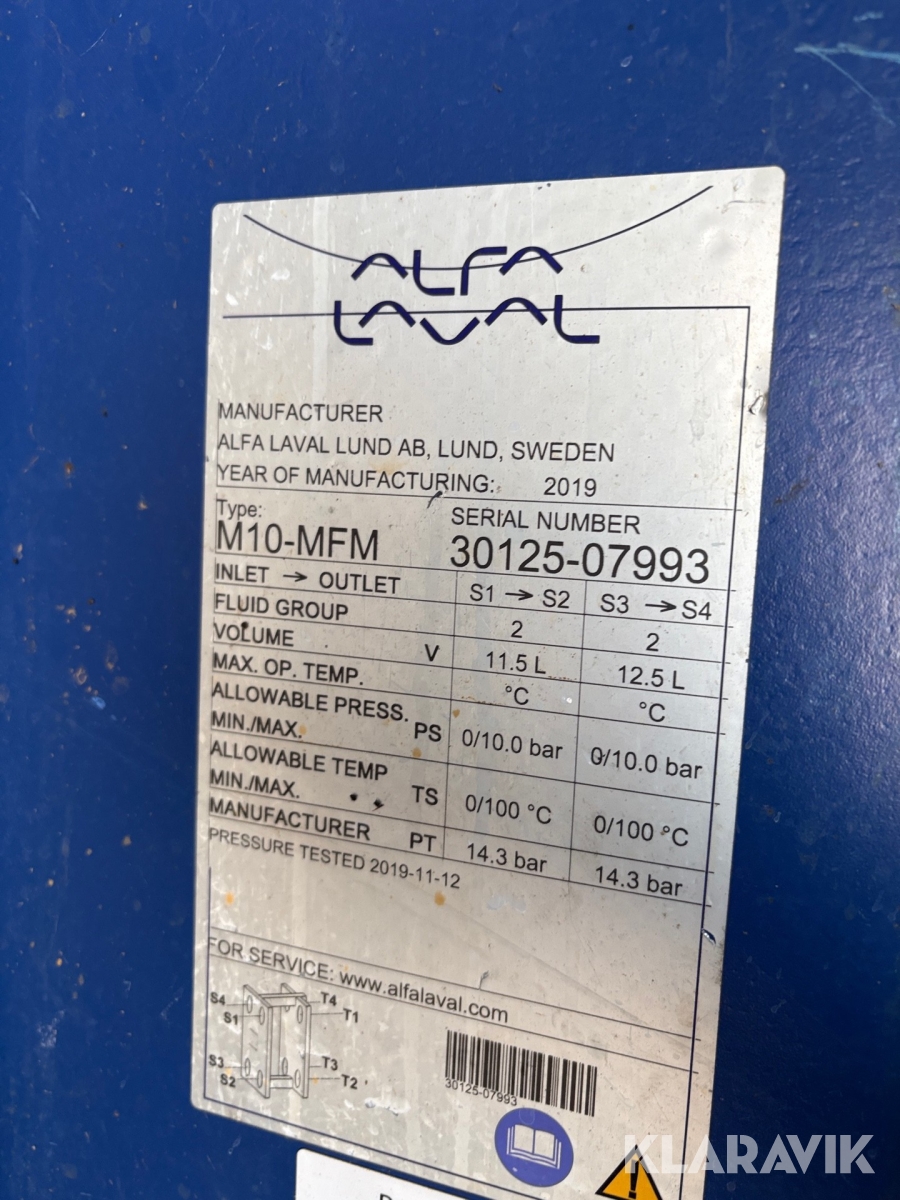 ALFA
LAVAL
MANUFACTURER
ALFA LAVAL LUND AB, LUND, SWEDEN
YEAR OF MANUFACTURING: 2019
Type: SERIAL NUMBER
M10-MFM 30125-07993
INLET → OUTLET S1 → S2 S3 → S4
FLUID GROUP 2 2
VOLUME V 11.5 L 12.5 L
MAX. OP. TEMP. °C °C
ALLOWABLE PRESS.
MIN./MAX. PS 0/10.0 bar 0/10.0 bar
ALLOWABLE TEMP
MIN./MAX. TS 0/100 °C 0/100 °C
MANUFACTURER PT 14.3 bar 14.3 bar
PRESSURE TESTED 2019-11-12
FOR SERVICE: www.alfalaval.com
S4 T4
S1 T1
S3 T3
S2 T2
30125-07993
KLARAVIK